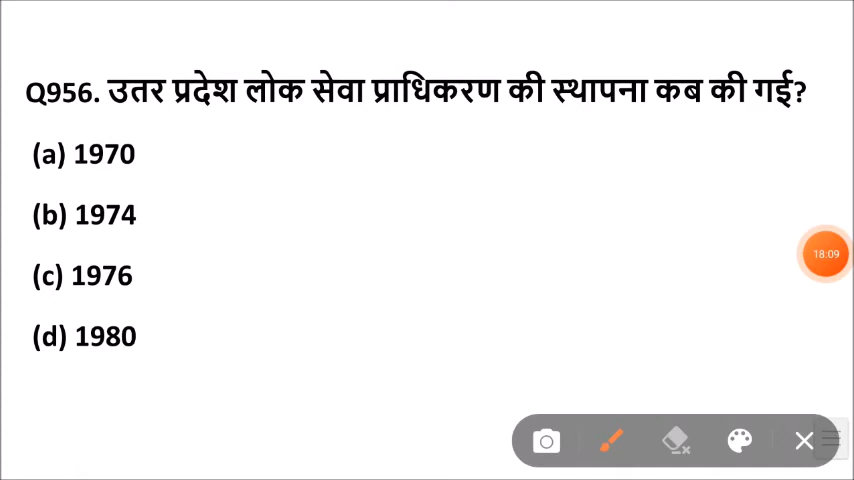 Q956. उतर प्रदेश लोक सेवा प्राधिकरण की स्थापना कब की गई?
(a) 1970
(b) 1974
(c) 1976
(d) 1980
18:09